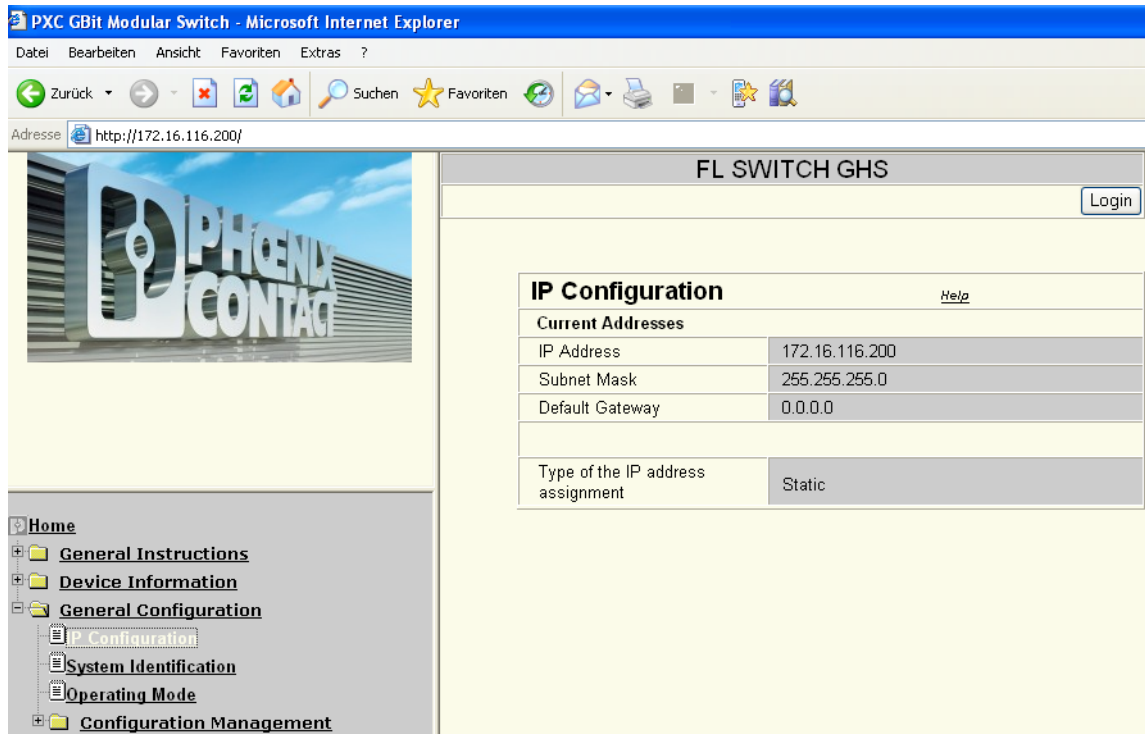 PXC GBit Modular Switch - Microsoft Internet Explorer
Datei Bearbeiten Ansicht Favoriten Extras ?
Zurück Suchen Favoriten
Adresse http://172.16.116.200/
PHŒNIX
CONTACT
FL SWITCH GHS
Login
IP Configuration Help
Current Addresses
IP Address 172.16.116.200
Subnet Mask 255.255.255.0
Default Gateway 0.0.0.0
Type of the IP address
assignment
Static
Home
General Instructions
Device Information
General Configuration
IP Configuration
System Identification
Operating Mode
Configuration Management